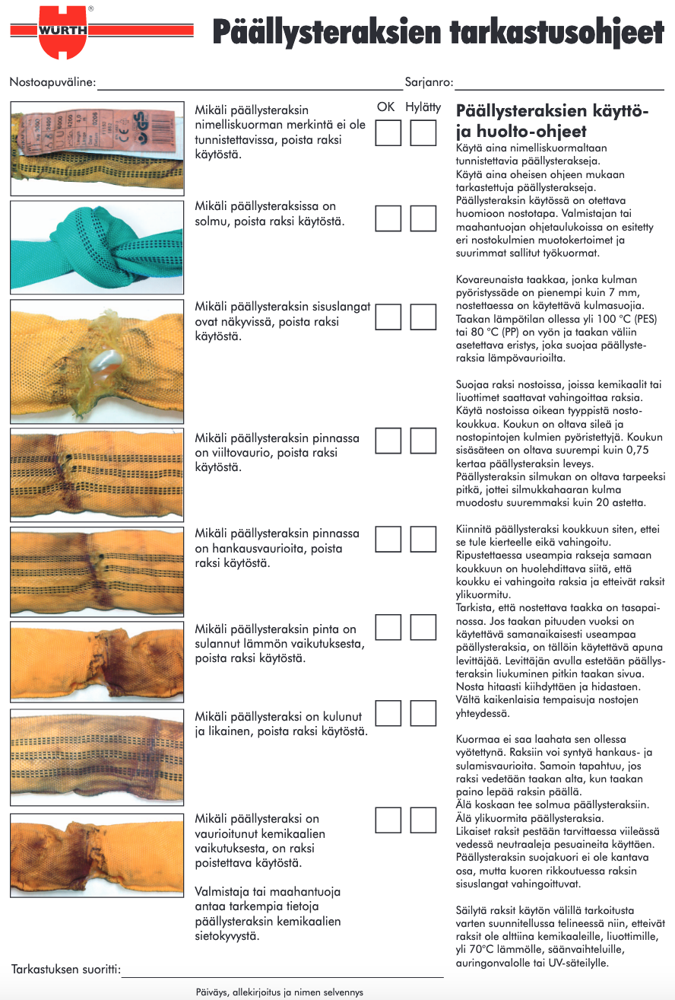 WÜRTH
®
Päällysteraksien tarkastusohjeet
Nostoapuväline:
Sarjanro:
OK Hylätty
Mikäli päällysteraksin
nimelliskuorman merkintä ei ole
tunnistettavissa, poista raksi
käytöstä.
Mikäli päällysteraksissa on
solmu, poista raksi käytöstä.
Mikäli päällysteraksin sisuslangat
ovat näkyvissä, poista raksi
käytöstä.
Mikäli päällysteraksin pinnassa
on viiltovaurio, poista raksi
käytöstä.
Mikäli päällysteraksin pinnassa
on hankausvaurioita, poista
raksi käytöstä.
Mikäli päällysteraksin pinta on
sulannut lämmön vaikutuksesta,
poista raksi käytöstä.
Mikäli päällysteraksi on kulunut
ja likainen, poista raksi käytöstä.
Mikäli päällysteraksi on
vaurioitunut kemikaalien
vaikutuksesta, on raksi
poistettava käytöstä.
Valmistaja tai maahantuoja
antaa tarkempia tietoja
päällysteraksin kemikaalien
sietokyvystä.
Päällysteraksien käyttö-
ja huolto-ohjeet
Käytä aina nimelliskuormaltaan
tunnistettavia päällysterakseja.
Käytä aina oheisen ohjeen mukaan
tarkastettuja päällysterakseja.
Päällysteraksin käytössä on otettava
huomioon nostotapa. Valmistajan tai
maahantuojan ohjetaulukoissa on esitetty
eri nostokulmien muotokertoimet ja
suurimmat sallitut työkuormat.
Kovareunaista taakkaa, jonka kulman
pyöristyssäde on pienempi kuin 7 mm,
nostettaessa on käytettävä kulmasuojia.
Taakan lämpötilan ollessa yli 100 °C (PES)
tai 80 °C (PP) on vyön ja taakan väliin
asetettava eristys, joka suojaa päällyste-
raksia lämpövaurioilta.
Suojaa raksi nostoissa, joissa kemikaalit tai
liuottimet saattavat vahingoittaa raksia.
Käytä nostoissa oikean tyyppistä nosto-
koukkua. Koukun on oltava sileä ja
nostopintojen kulmien pyöristettyjä. Koukun
sisäsäteen on oltava suurempi kuin 0,75
kertaa päällysteraksin leveys.
Päällysteraksin silmukan on oltava tarpeeksi
pitkä, jottei silmukkahaaran kulma
muodostu suuremmaksi kuin 20 astetta.
Kiinnitä päällysteraksi koukkuun siten, ettei
se tule kierteelle eikä vahingoitu.
Ripustettaessa useampia rakseja samaan
koukkuun on huolehdittava siitä, että
koukku ei vahingoita raksia ja etteivät raksit
ylikuormitu.
Tarkista, että nostettava taakka on tasapai-
nossa. Jos taakan pituuden vuoksi on
käytettävä samanaikaisesti useampaa
päällysteraksia, on tällöin käytettävä apuna
levittäjää. Levittäjän avulla estetään päällys-
teraksin liukuminen pitkin taakan sivua.
Nosta hitaasti kiihdyttäen ja hidastaen.
Vältä kaikenlaisia tempaisuja nostojen
yhteydessä.
Kuormaa ei saa laahata sen ollessa
vyötettynä. Raksiin voi syntyä hankaus- ja
sulamisvaurioita. Samoin tapahtuu, jos
raksi vedetään taakan alta, kun taakan
paino lepää raksin päällä.
Älä koskaan tee solmua päällysteraksiin.
Älä ylikuormita päällysteraksia.
Likaiset raksit pestään tarvittaessa viileässä
vedessä neutraaleja pesuaineita käyttäen.
Päällysteraksin suojakuori ei ole kantava
osa, mutta kuoren rikkoutuessa raksin
sisuslangat vahingoittuvat.
Säilytä raksit käytön välillä tarkoitusta
varten suunnitellussa telineessä niin, etteivät
raksit ole alttiina kemikaaleille, liuottimille,
yli 70°C lämmölle, säänvaihteluille,
auringonvalolle tai UV-säteilylle.
Tarkastuksen suoritti:
Päiväys, allekirjoitus ja nimen selvennys